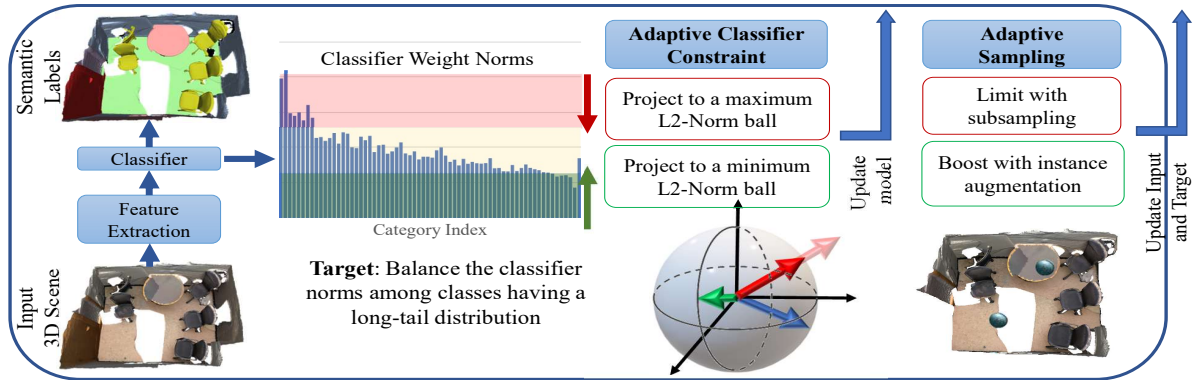 Semantic
Labels
Classifier
Feature
Extraction
Input
3D Scene
Classifier Weight Norms
Category Index
Target: Balance the classifier
norms among classes having a
long-tail distribution
Adaptive Classifier
Constraint
Project to a maximum
L2-Norm ball
Project to a minimum
L2-Norm ball
Update
model
Adaptive
Sampling
Limit with
subsampling
Boost with instance
augmentation
Update Input
and Target